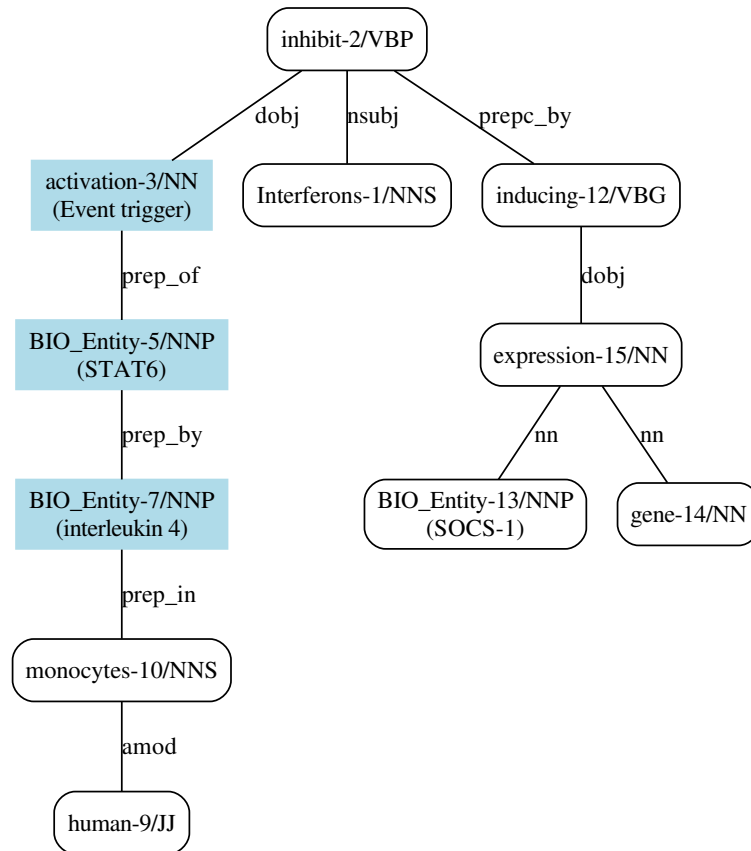 inhibit-2/VBP
dobj
nsubj
prepc_by
activation-3/NN
(Event trigger)
Interferons-1/NNS
inducing-12/VBG
prep_of
dobj
BIO_Entity-5/NNP
(STAT6)
expression-15/NN
prep_by
nn
nn
BIO_Entity-7/NNP
(interleukin 4)
BIO_Entity-13/NNP
(SOCS-1)
gene-14/NN
prep_in
monocytes-10/NNS
amod
human-9/JJ